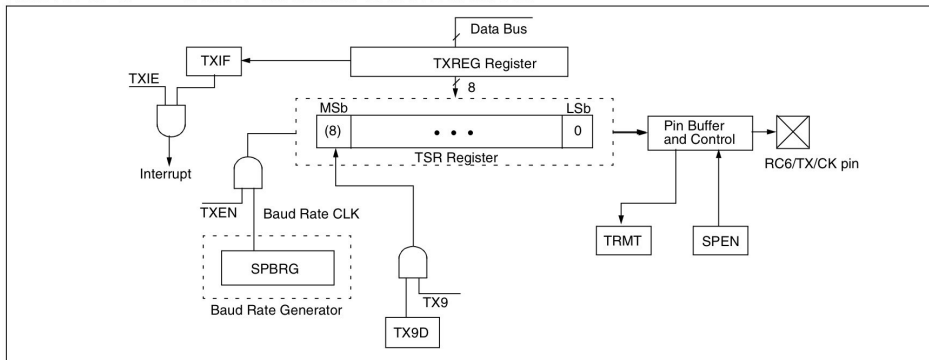 Data Bus
TXIF
TXREG Register
TXIE
8
MSb
LSb
(8)
• • •
0
Pin Buffer
and Control
TSR Register
RC6/TX/CK pin
Interrupt
TXEN
Baud Rate CLK
TRMT
SPEN
SPBRG
TX9
Baud Rate Generator
TX9D